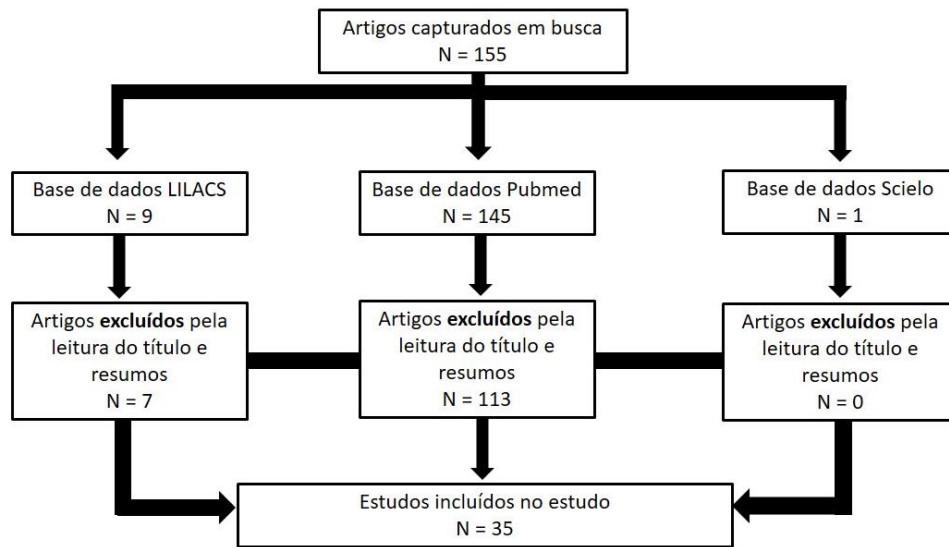 Artigos capturados em busca
N = 155
Base de dados LILACS
N = 9
Base de dados Pubmed
N = 145
Base de dados Scielo
N = 1
Artigos excluídos pela
leitura do título e
resumos
N = 7
Artigos excluídos pela
leitura do título e
resumos
N = 113
Artigos excluídos pela
leitura do título e
resumos
N = 0
Estudos incluídos no estudo
N = 35